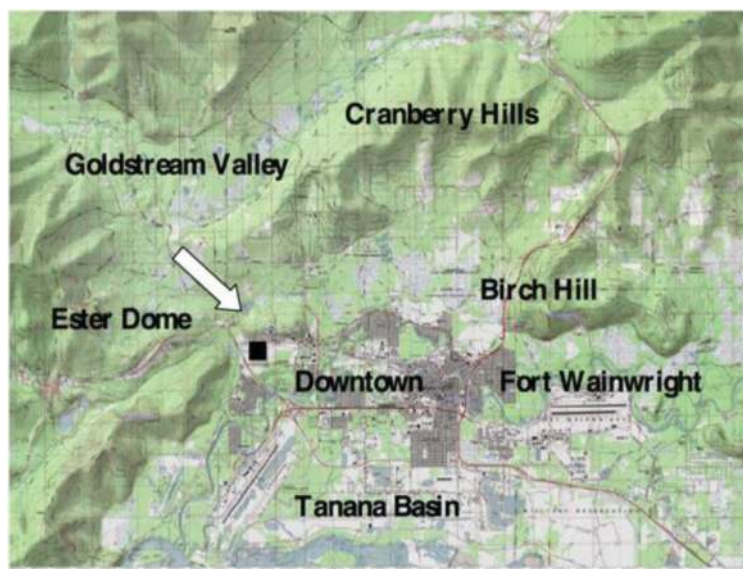 Cranberry Hills
Goldstream Valley
Birch Hill
Ester Dome
Downtown
Fort Wainwright
Tanana Basin